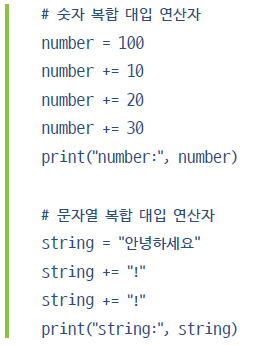 # 숫자 복합 대입 연산자
number = 100
number += 10
number += 20
number += 30
print("number:", number)

# 문자열 복합 대입 연산자
string = "안녕하세요"
string += "!"
string += "!"
print("string:", string)